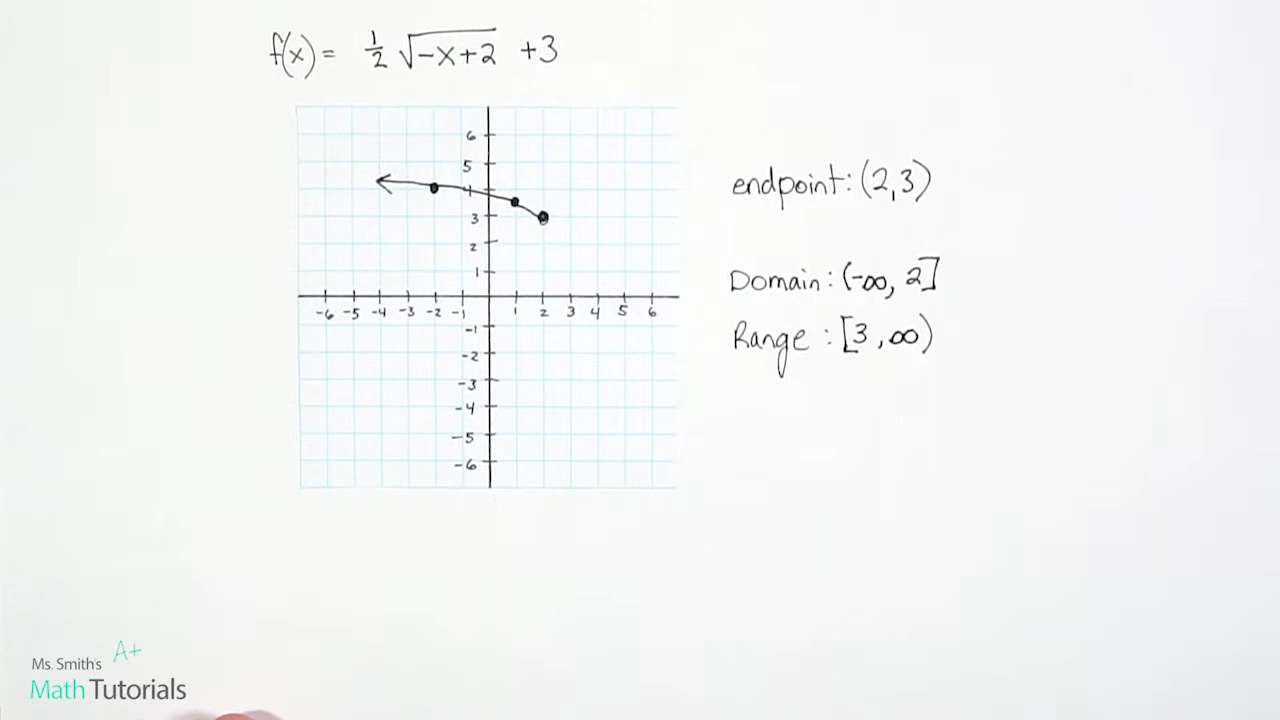 f(x) = 1/2 √-x+2 +3
6
5
4
3
2
1
-6 -5 -4 -3 -2 -1 1 2 3 4 5 6
-1
-2
-3
-4
-5
-6
endpoint: (2,3)
Domain: (-∞, 2]
Range : [3, ∞)
A+
Ms. Smith's
Math Tutorials